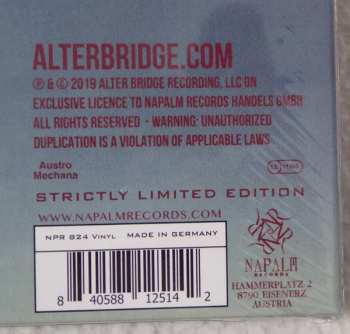 ALTERBRIDGE.COM
℗ & © 2019 ALTER BRIDGE RECORDING, LLC ON
EXCLUSIVE LICENCE TO NAPALM RECORDS HANDELS GMBH
ALL RIGHTS RESERVED • WARNING: UNAUTHORIZED
DUPLICATION IS A VIOLATION OF APPLICABLE LAWS
Austro
Mechana
STRICTLY LIMITED EDITION
WWW.NAPALMRECORDS.COM
NPR 824 VINYL MADE IN GERMANY
8 40588 12514 2
NAPALM
RECORDS
HAMMERPLATZ 2
8790 EISENERZ
AUSTRIA